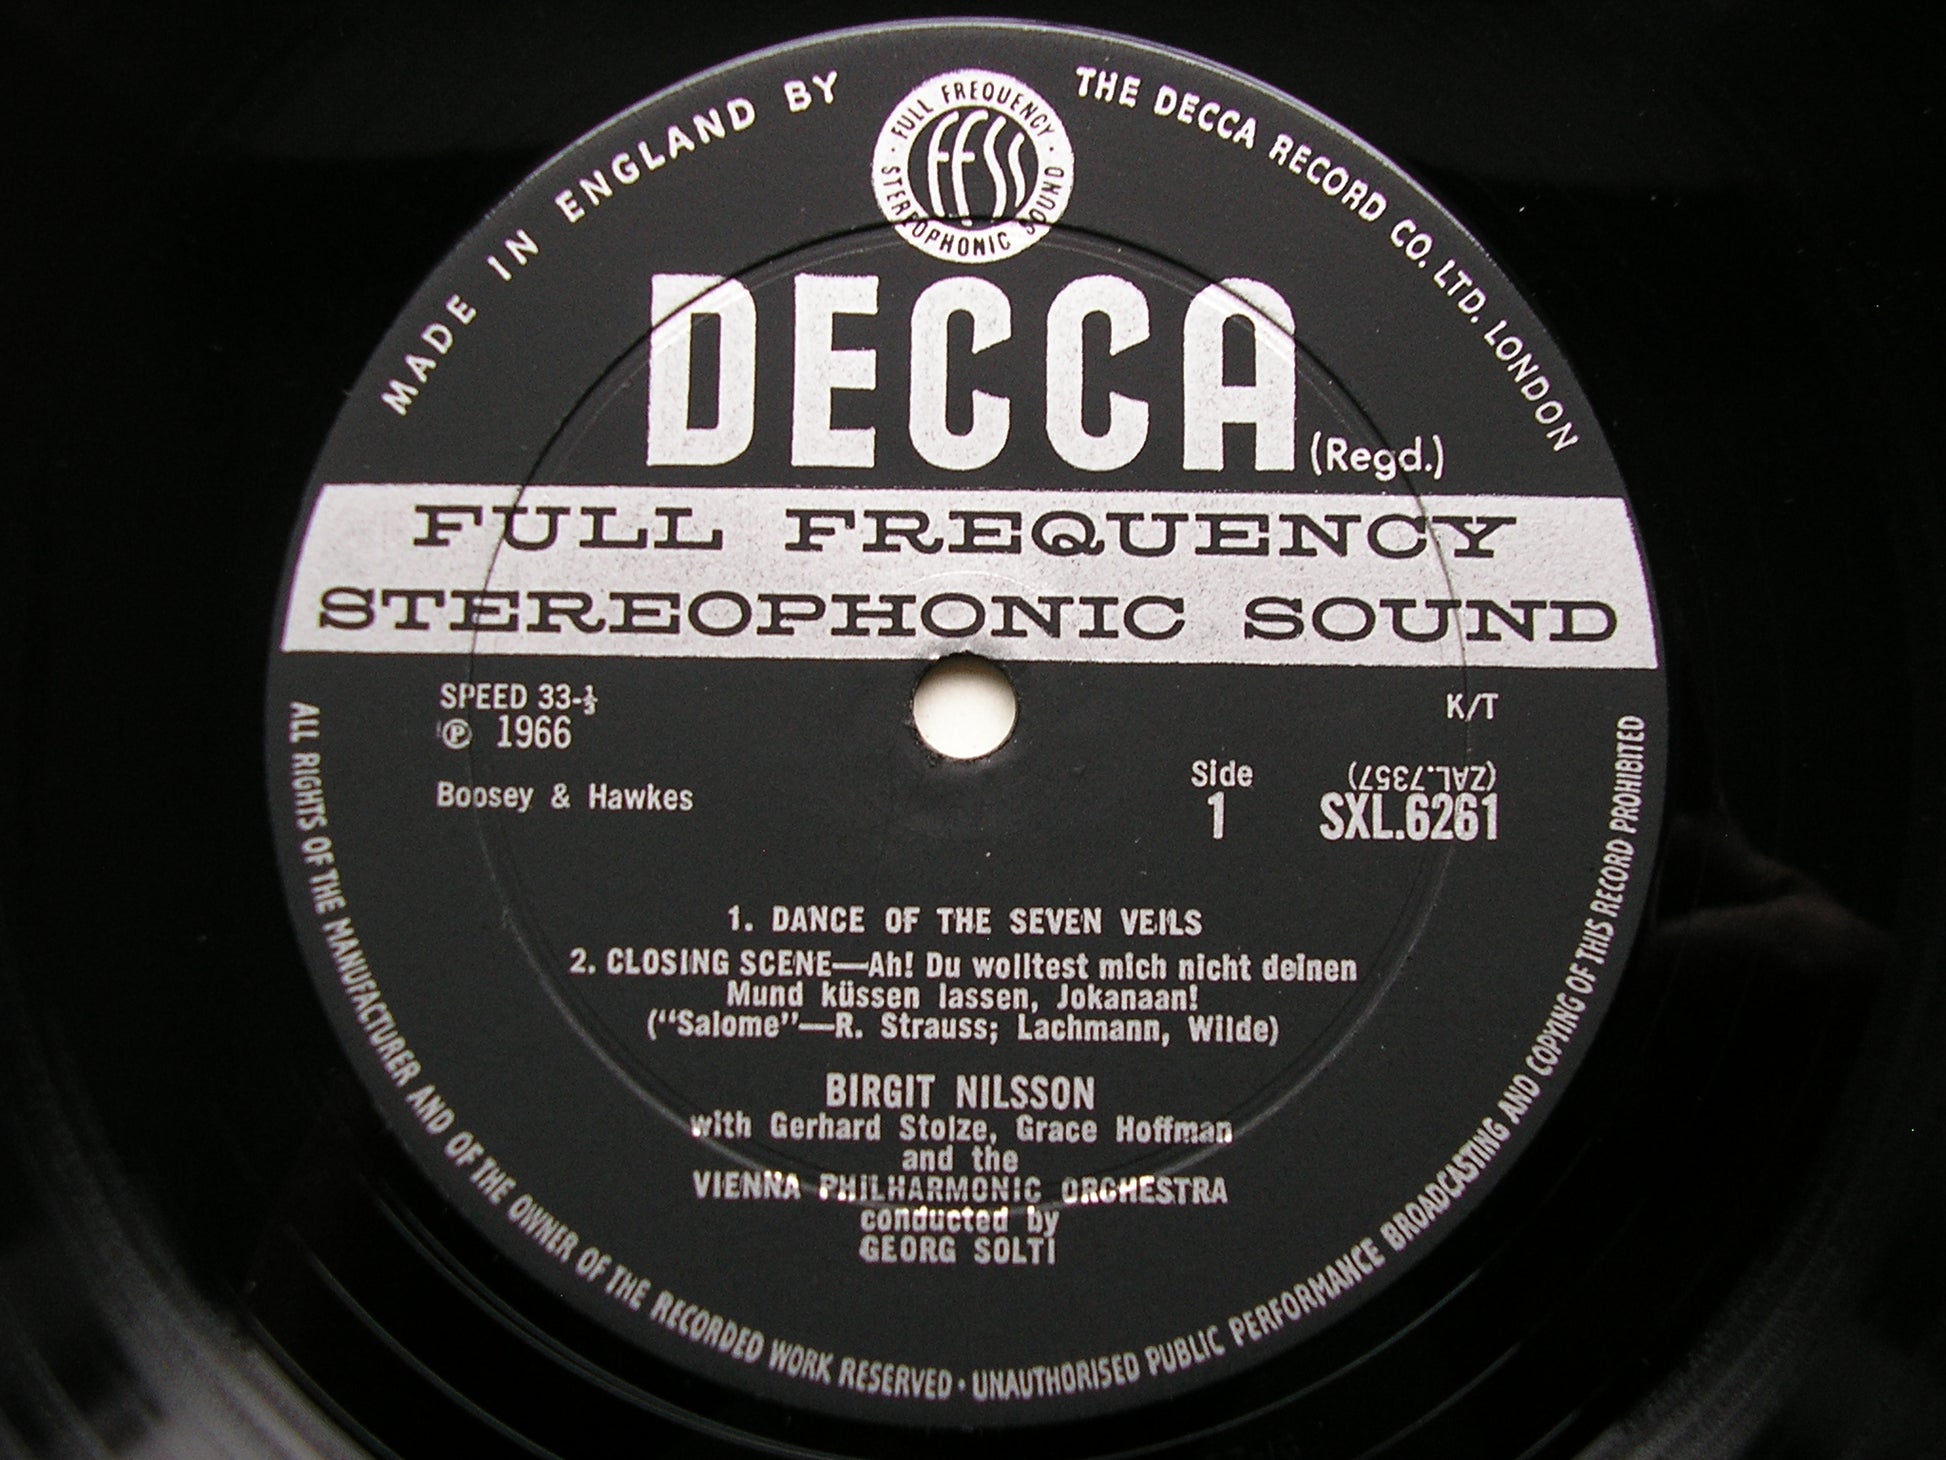 MADE IN ENGLAND BY
THE DECCA RECORD CO. LTD. LONDON
· FULL FREQUENCY ·
ffss
STEREOPHONIC SOUND
DECCA (Regd.)
FULL FREQUENCY
STEREOPHONIC SOUND
SPEED 33-⅓
K/T
℗ 1966
Boosey & Hawkes
Side
1
(ZAL.7357)
SXL.6261
1. DANCE OF THE SEVEN VEILS
2. CLOSING SCENE—Ah! Du wolltest mich nicht deinen
Mund küssen lassen, Jokanaan!
("Salome"—R. Strauss; Lachmann, Wilde)
BIRGIT NILSSON
with Gerhard Stolze, Grace Hoffman
and the
VIENNA PHILHARMONIC ORCHESTRA
conducted by
GEORG SOLTI
ALL RIGHTS OF THE MANUFACTURER AND OF THE OWNER OF THE RECORDED WORK RESERVED · UNAUTHORISED PUBLIC PERFORMANCE BROADCASTING AND COPYING OF THIS RECORD PROHIBITED